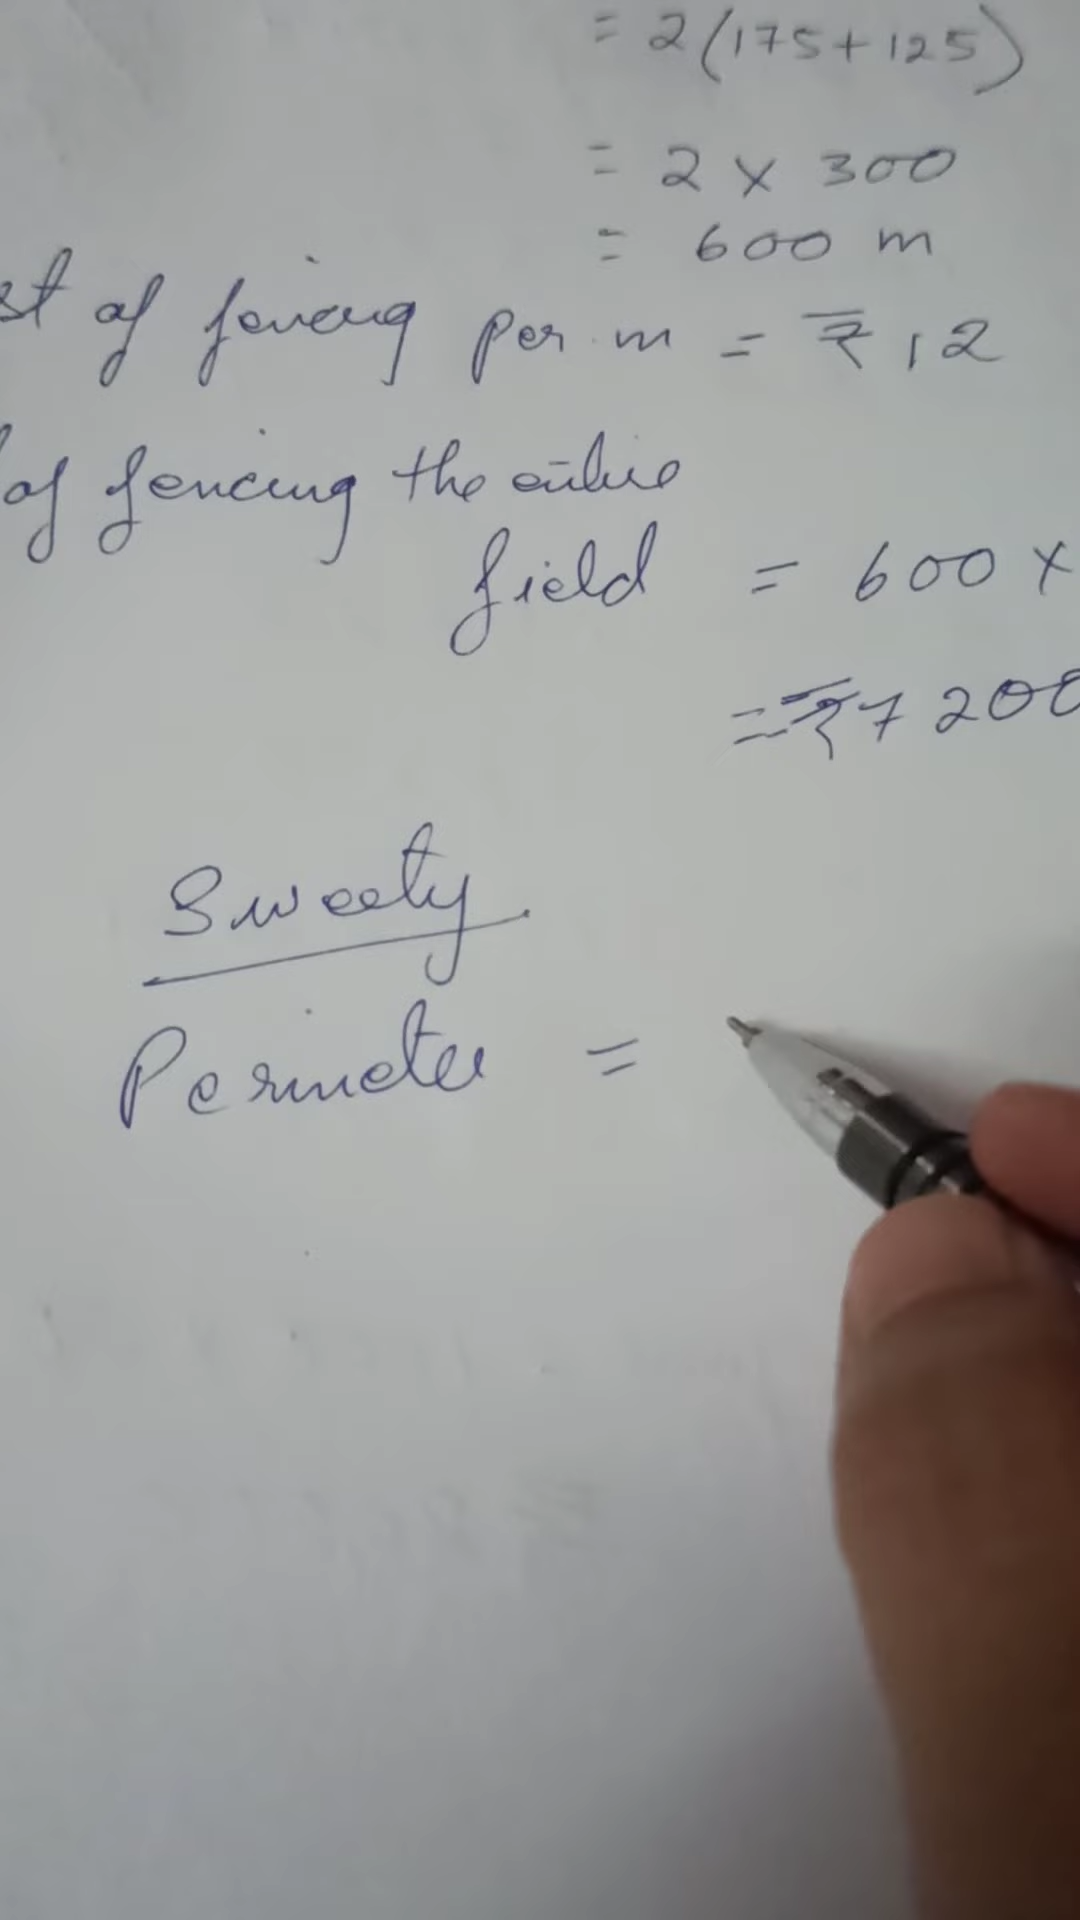 = 2(175+125)
= 2 x 300
= 600 m
st of fencing per m = ₹ 12
of fencing the entire
field = 600 x
= ₹7200
Sweety
Perimeter =